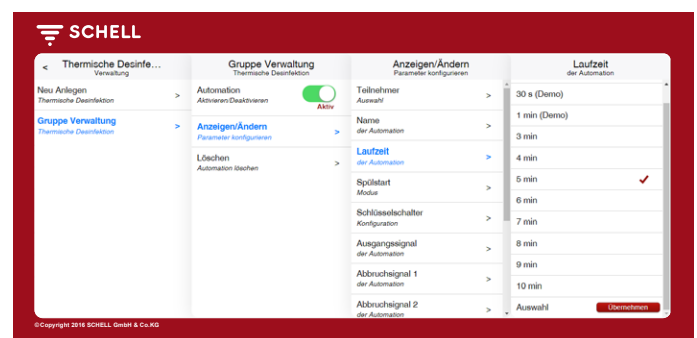 SCHELL
< Thermische Desinfe...
Verwaltung
Neu Anlegen
Thermische Desinfektion
>
Gruppe Verwaltung
Thermische Desinfektion
>
Gruppe Verwaltung
Thermische Desinfektion
Automation
Aktivieren/Deaktivieren
Aktiv
Anzeigen/Ändern
Parameter konfigurieren
>
Löschen
Automation löschen
>
Anzeigen/Ändern
Parameter konfigurieren
Teilnehmer
Auswahl
>
Name
der Automation
>
Laufzeit
der Automation
>
Spülstart
Modus
>
Schlüsselschalter
Konfiguration
>
Ausgangssignal
der Automation
>
Abbruchsignal 1
der Automation
>
Abbruchsignal 2
der Automation
>
Laufzeit
der Automation
30 s (Demo)
1 min (Demo)
3 min
4 min
5 min
6 min
7 min
8 min
9 min
10 min
Auswahl Übernehmen
©Copyright 2016 SCHELL GmbH & Co.KG